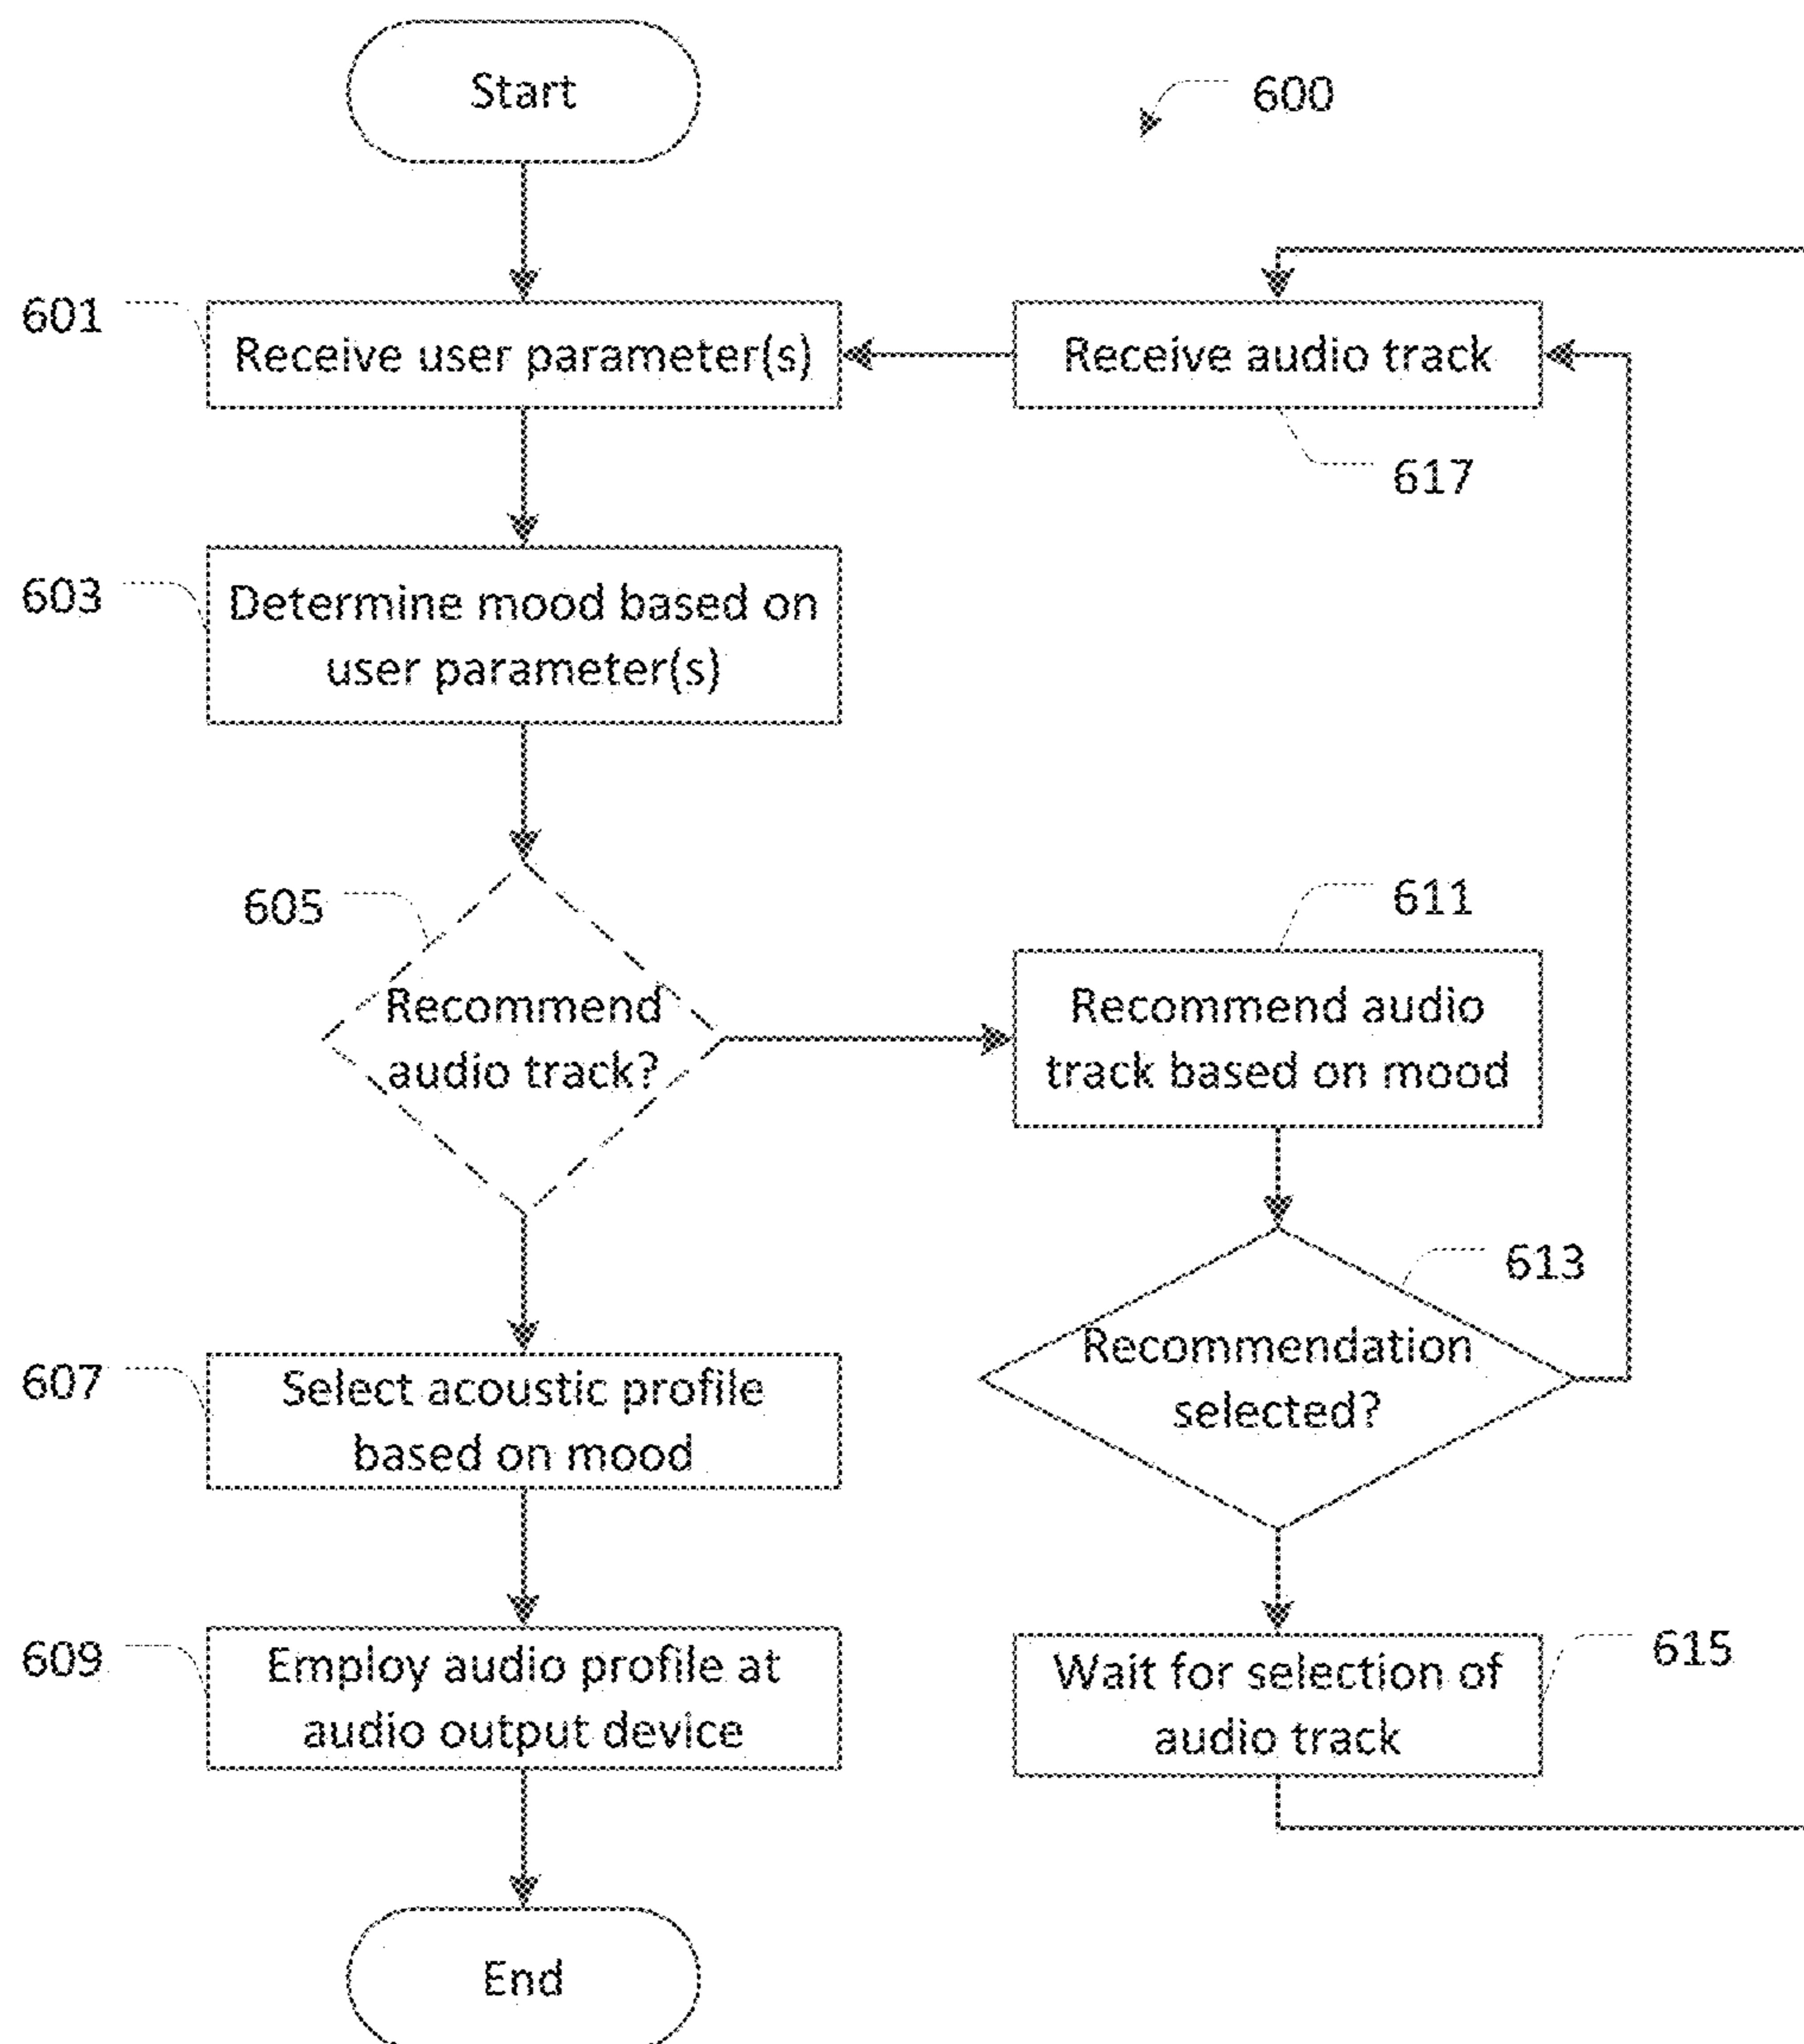 Start
600
601
Receive user parameter(s)
Receive audio track
617
603
Determine mood based on
user parameter(s)
605
Recommend
audio track?
611
Recommend audio
track based on mood
613
Recommendation
selected?
607
Select acoustic profile
based on mood
609
Employ audio profile at
audio output device
615
Wait for selection of
audio track
End